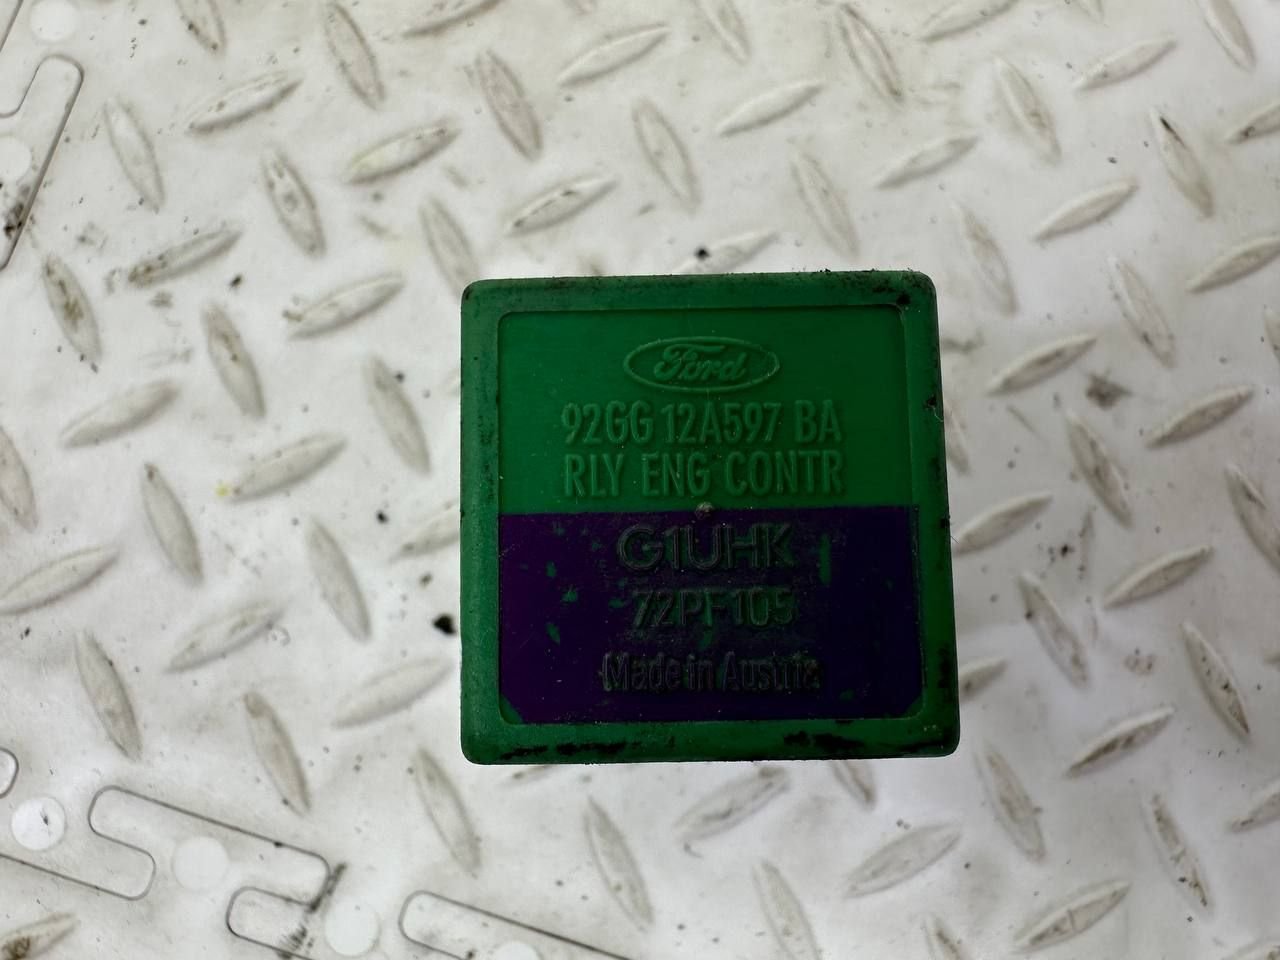 Ford
92GG 12A597 BA
RLY ENG CONTR
G1UHK
72PF105
Made in Austria